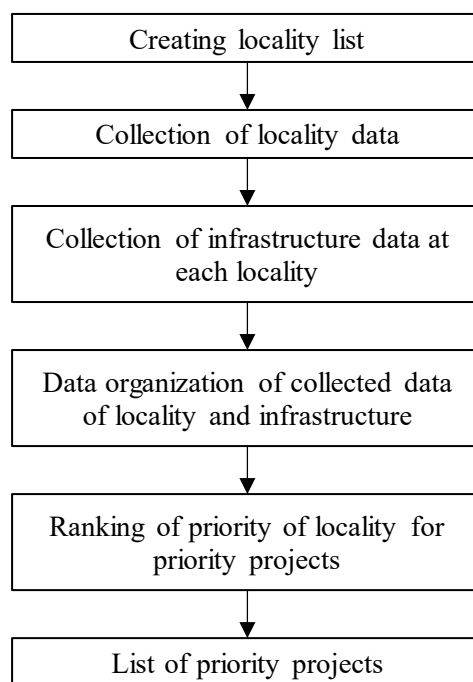 Creating locality list
Collection of locality data
Collection of infrastructure data at
each locality
Data organization of collected data
of locality and infrastructure
Ranking of priority of locality for
priority projects
List of priority projects